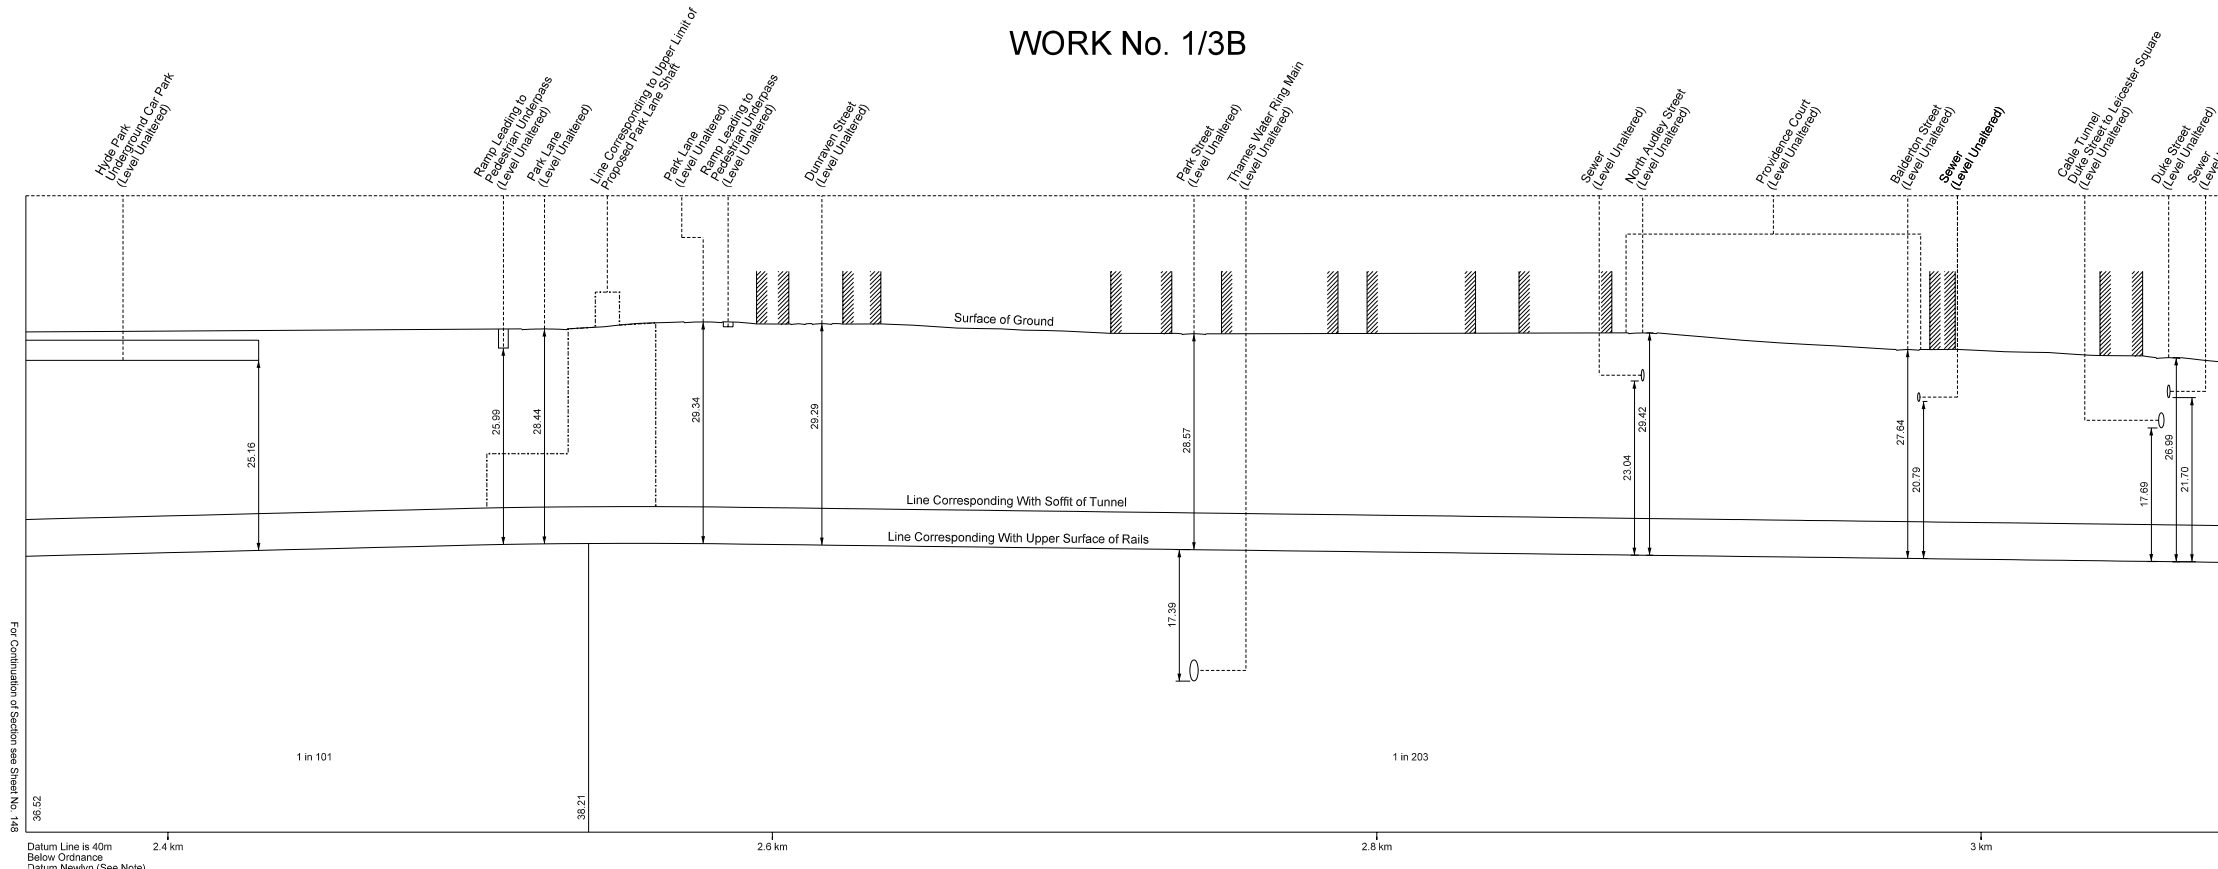 WORK No. 1/3B
Hyde Park
Underground Car Park
(Level Unaltered)
Ramp Leading to
Pedestrian Underpass
(Level Unaltered)
Park Lane
(Level Unaltered)
Line Corresponding to Upper Limit of
Proposed Park Lane Shaft
Park Lane
(Level Unaltered)
Ramp Leading to
Pedestrian Underpass
(Level Unaltered)
Dunraven Street
(Level Unaltered)
Park Street
(Level Unaltered)
Thames Water Ring Main
(Level Unaltered)
Sewer
(Level Unaltered)
North Audley Street
(Level Unaltered)
Providence Court
(Level Unaltered)
Balderton Street
(Level Unaltered)
Sewer
(Level Unaltered)
Cable Tunnel
Duke Street to Leicester Square
(Level Unaltered)
Duke Street
(Level Unaltered)
Sewer
(Level
Surface of Ground
25.16
25.99
28.44
29.34
29.29
28.57
23.04
29.42
27.64
20.79
17.69
26.99
21.70
Line Corresponding With Soffit of Tunnel
Line Corresponding With Upper Surface of Rails
17.39
1 in 101
1 in 203
For Continuation of Section see Sheet No. 148
38.21
2.4 km
2.6 km
2.8 km
3 km
Datum Line is 40m
Below Ordnance
Datum Newlyn (See Note)